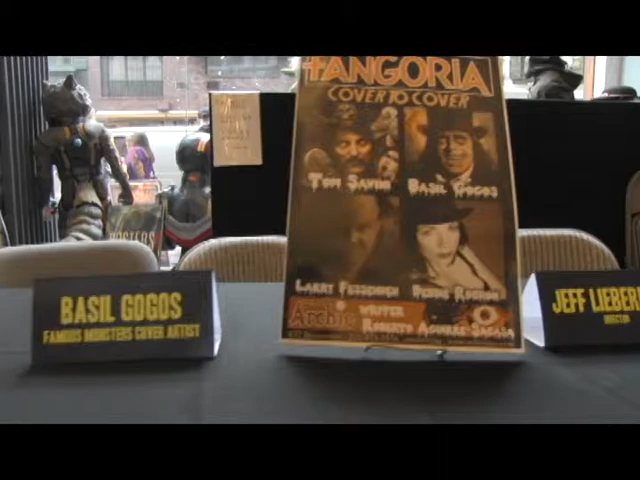 FANGORIA
COVER TO COVER
TOM SAVINI
BASIL GOGOS
LARRY FESSENDEN
Archie
WRITER
ROBERTO AGUIRRE-SACASA
BASIL GOGOS
FAMOUS MONSTERS COVER ARTIST
JEFF LIEBER
DIRECTOR
POSTERS